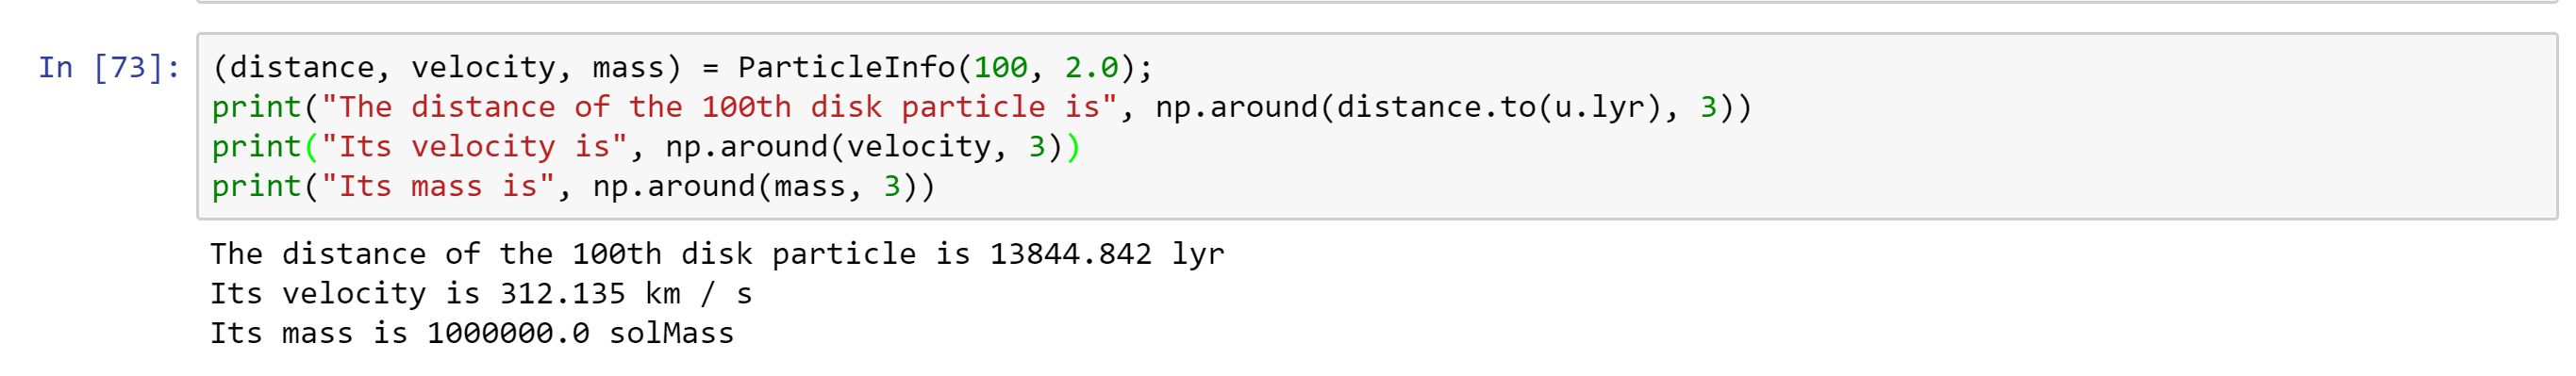 In [73]: (distance, velocity, mass) = ParticleInfo(100, 2.0);
print("The distance of the 100th disk particle is", np.around(distance.to(u.lyr), 3))
print("Its velocity is", np.around(velocity, 3))
print("Its mass is", np.around(mass, 3))
The distance of the 100th disk particle is 13844.842 lyr
Its velocity is 312.135 km / s
Its mass is 1000000.0 solMass